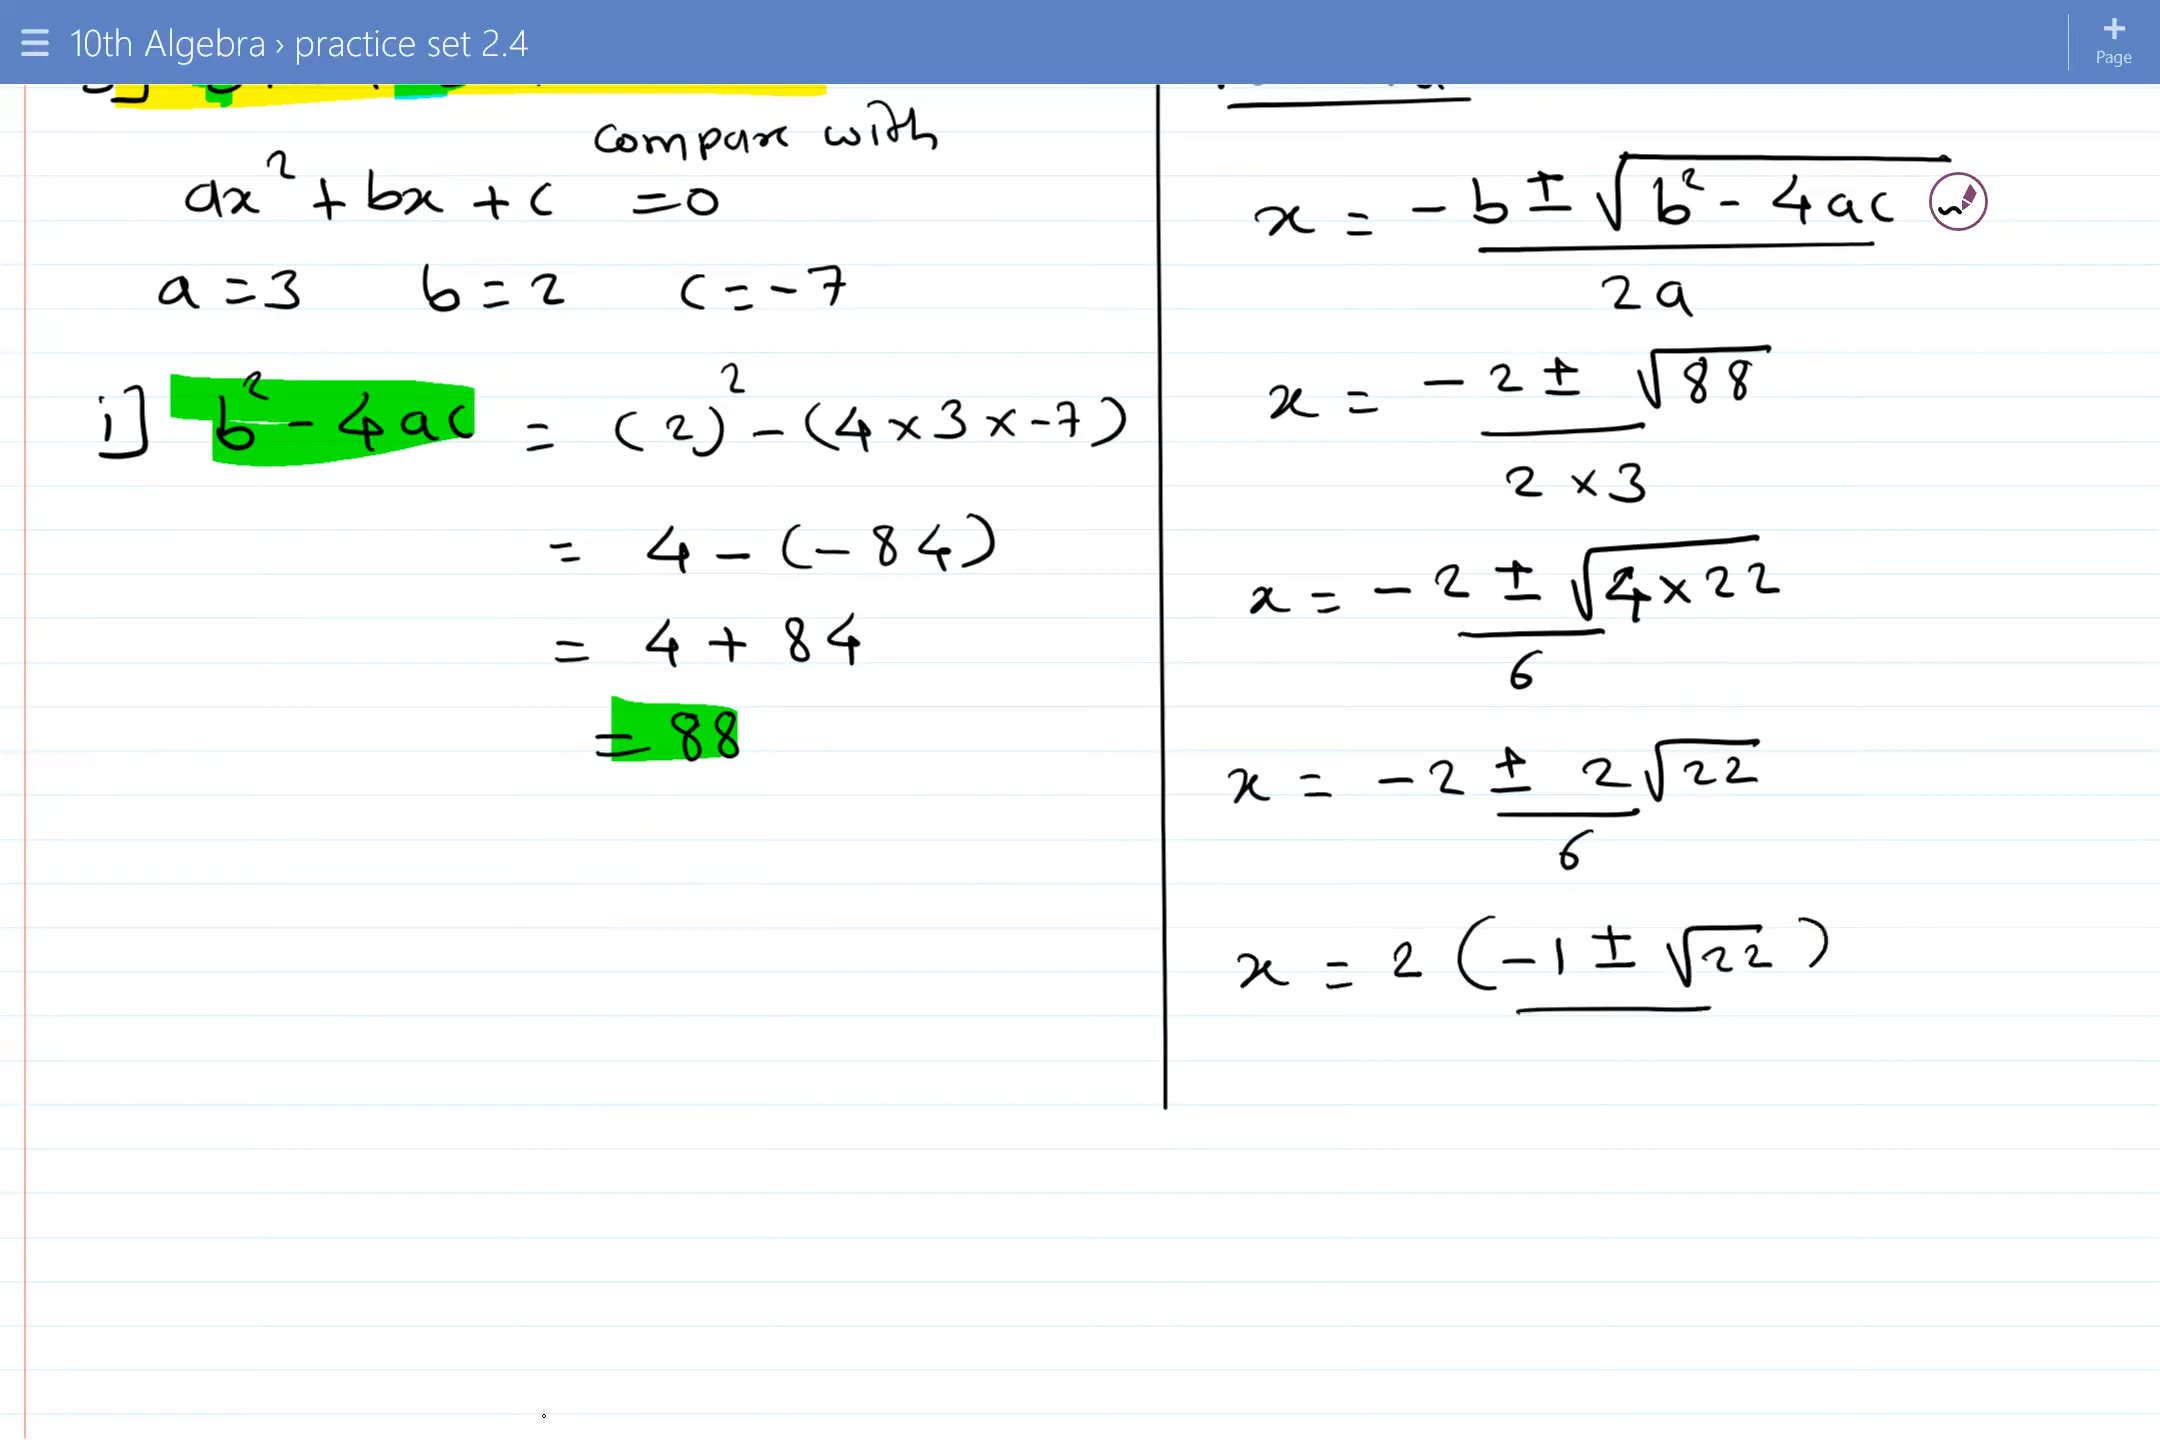 10th Algebra › practice set 2.4
Page
compare with
ax² + bx + c = 0
a = 3 b = 2 c = -7
i] b² - 4ac = (2)² - (4 × 3 × -7)
= 4 - (-84)
= 4 + 84
= 88
x = - b ± √b² - 4ac
2a
x = - 2 ± √88
2 × 3
x = - 2 ± √4 × 22
6
x = - 2 ± 2√22
6
x = 2 (-1 ± √22)